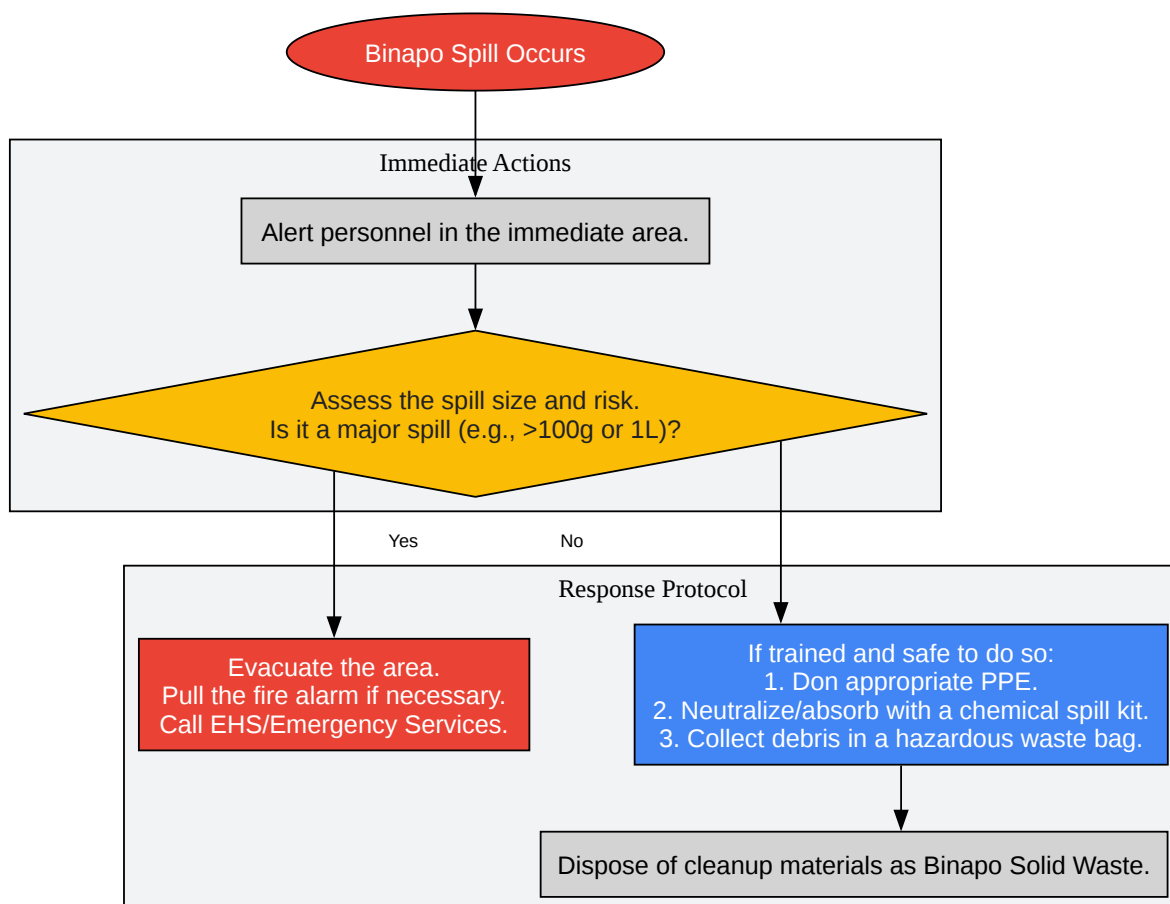 Binapo Spill Occurs
Immediate Actions
Alert personnel in the immediate area.
Assess the spill size and risk.
Is it a major spill (e.g., >100g or 1L)?
Yes
No
Response Protocol
Evacuate the area.
Pull the fire alarm if necessary.
Call EHS/Emergency Services.
If trained and safe to do so:
1. Don appropriate PPE.
2. Neutralize/absorb with a chemical spill kit.
3. Collect debris in a hazardous waste bag.
Dispose of cleanup materials as Binapo Solid Waste.